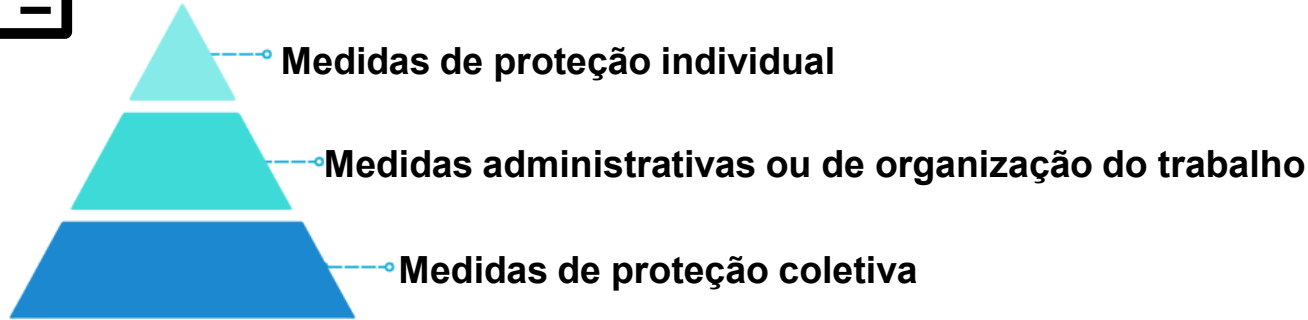 Medidas de proteção individual
Medidas administrativas ou de organização do trabalho
Medidas de proteção coletiva